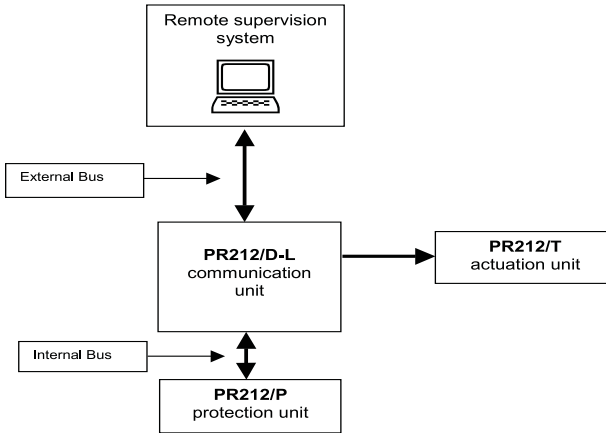 Remote supervision
system
External Bus
PR212/D-L
communication
unit
PR212/T
actuation unit
Internal Bus
PR212/P
protection unit